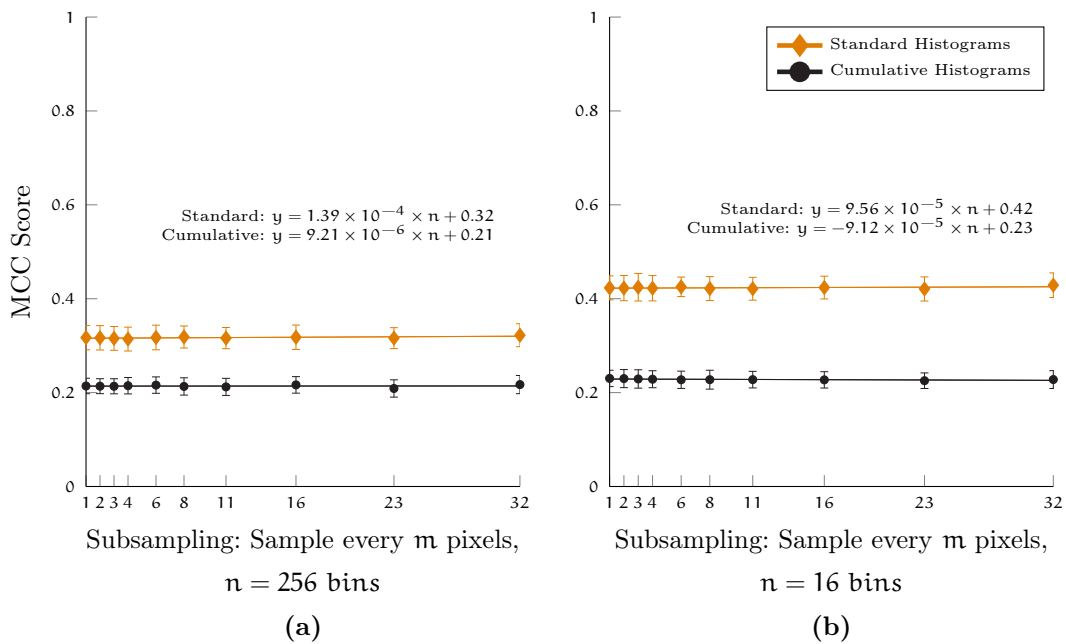 MCC Score
1
0.8
0.6
0.4
0.2
0
1 2 3 4 6 8 11 16 23 32
Standard: y = 1.39 × 10⁻⁴ × n + 0.32
Cumulative: y = 9.21 × 10⁻⁶ × n + 0.21
Subsampling: Sample every m pixels,
n = 256 bins
(a)
1
0.8
0.6
0.4
0.2
0
1 2 3 4 6 8 11 16 23 32
Standard Histograms
Cumulative Histograms
Standard: y = 9.56 × 10⁻⁵ × n + 0.42
Cumulative: y = −9.12 × 10⁻⁵ × n + 0.23
Subsampling: Sample every m pixels,
n = 16 bins
(b)